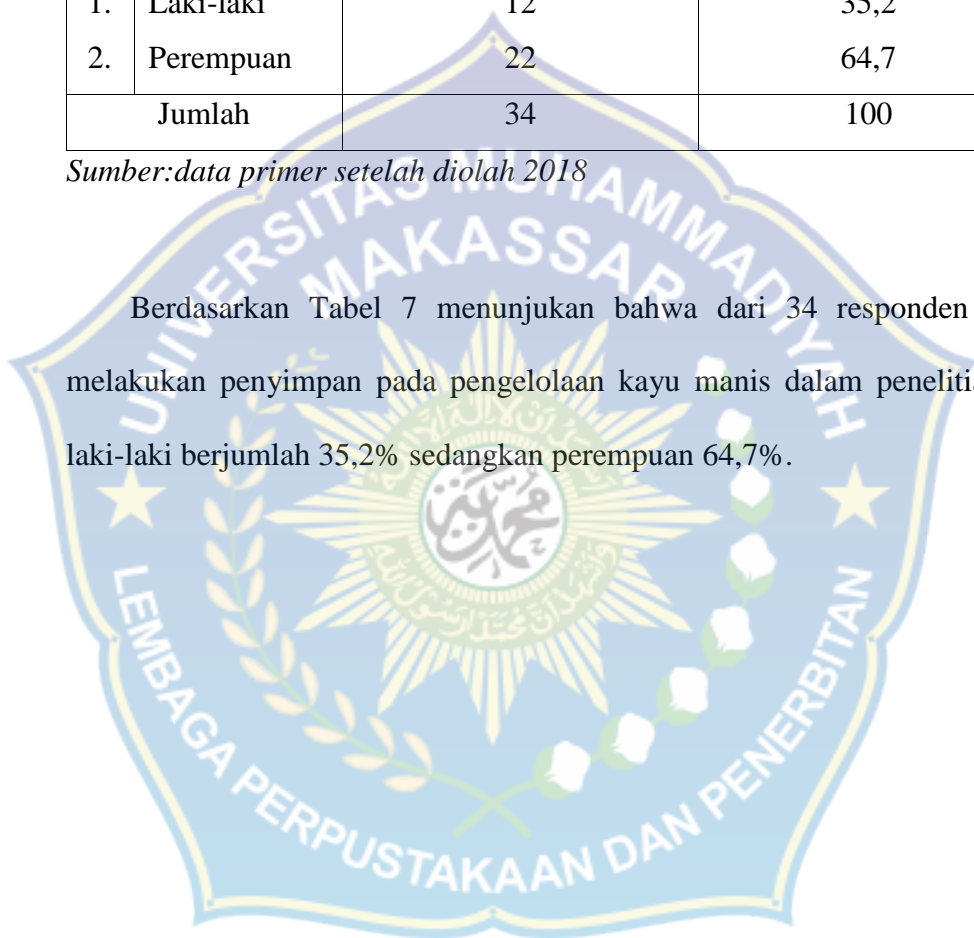 1. Laki-laki 12 35,2
2. Perempuan 22 64,7
Jumlah 34 100
Sumber:data primer setelah diolah 2018
UNIVERSITAS MUHAMMADIYAH
MAKASSAR
Berdasarkan Tabel 7 menunjukan bahwa dari 34 responden
melakukan penyimpan pada pengelolaan kayu manis dalam peneliti
laki-laki berjumlah 35,2% sedangkan perempuan 64,7%.
LEMBAGA PERPUSTAKAAN DAN PENERBITAN